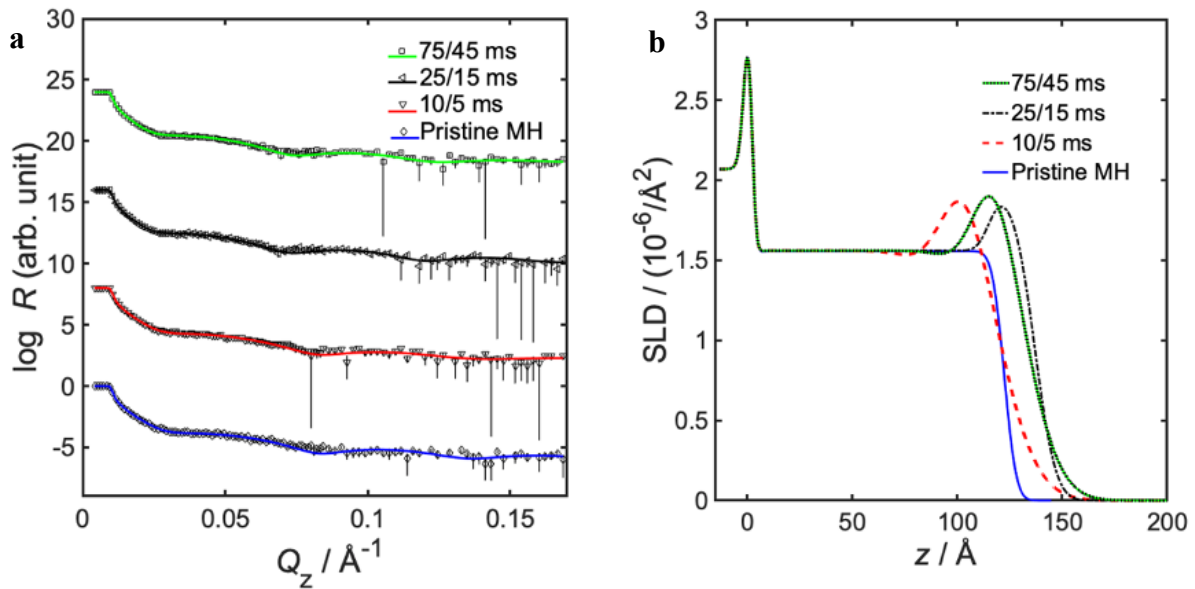 a
30
25
20
15
10
5
0
-5
log R (arb. unit)
75/45 ms
25/15 ms
10/5 ms
Pristine MH
0
0.05
0.1
0.15
Q_z / Å⁻¹
b
3
2.5
2
1.5
1
0.5
0
SLD / (10⁻⁶/Å²)
75/45 ms
25/15 ms
10/5 ms
Pristine MH
0
50
100
150
200
z / Å